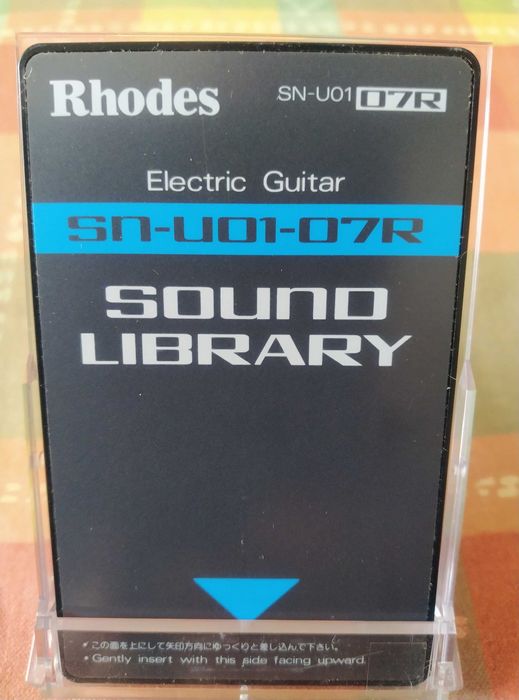 Rhodes
SN-U01 07R
Electric Guitar
SN-U01-07R
SOUND
LIBRARY
• この面を上にして矢印方向にゆっくりと差し込んで下さい。
• Gently insert with this side facing upward.